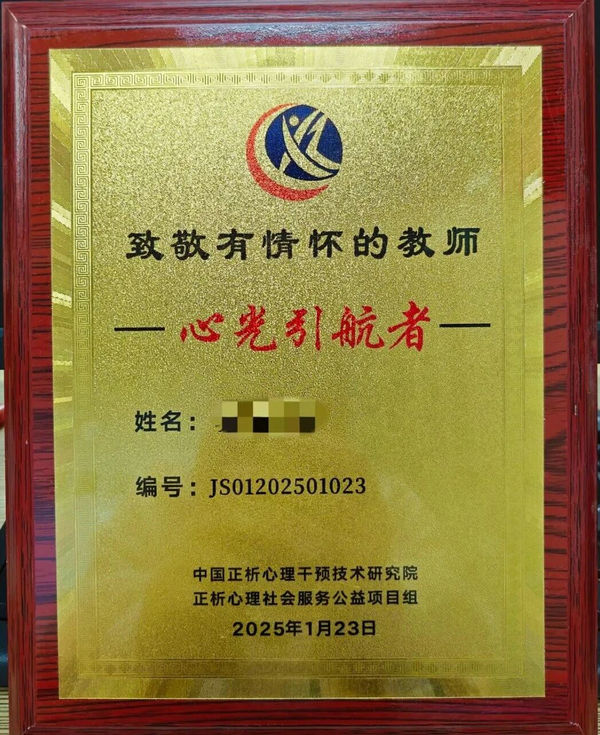 致敬有情怀的教师
心光引航者
姓名：
编号：JS01202501023
中国正析心理干预技术研究院
正析心理社会服务公益项目组
2025年1月23日